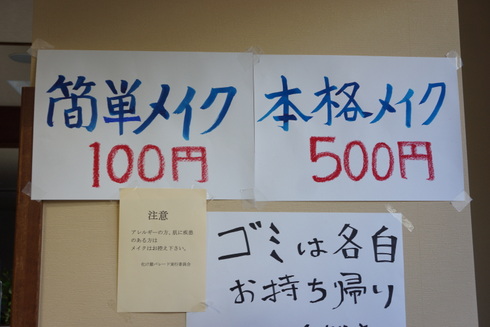 簡単メイク
100円
本格メイク
500円
注意
アレルギーの方、肌に疾患
のある方は
メイクはお控え下さい。
ゴミは各自
お持ち帰り